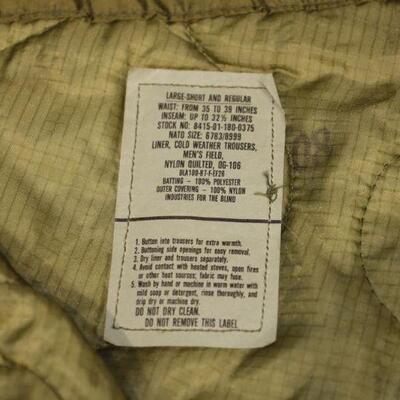 LARGE-SHORT AND REGULAR
WAIST: FROM 35 TO 39 INCHES
INSEAM: UP TO 32½ INCHES
STOCK NO: 8415-01-180-0375
NATO SIZE: 6783/8999
LINER, COLD WEATHER TROUSERS,
MEN'S FIELD,
NYLON QUILTED, OG-106
DLA100-87-F-EF28
BATTING - 100% POLYESTER
OUTER COVERING - 100% NYLON
INDUSTRIES FOR THE BLIND
1. Button into trousers for extra warmth.
2. Buttoning side openings for easy removal.
3. Dry liner and trousers separately.
4. Avoid contact with heated stoves, open fires
or other heat sources; fabric may fuse.
5. Wash by hand or machine in warm water with
mild soap or detergent, rinse thoroughly, and
drip dry or machine dry.
DO NOT DRY CLEAN.
DO NOT REMOVE THIS LABEL